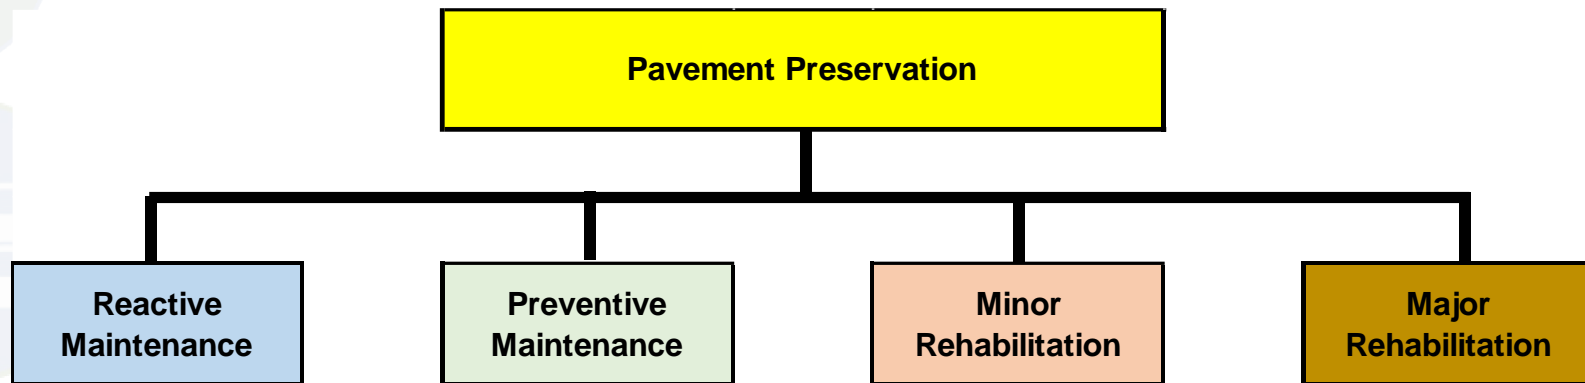 Pavement Preservation
Reactive
Maintenance
Preventive
Maintenance
Minor
Rehabilitation
Major
Rehabilitation